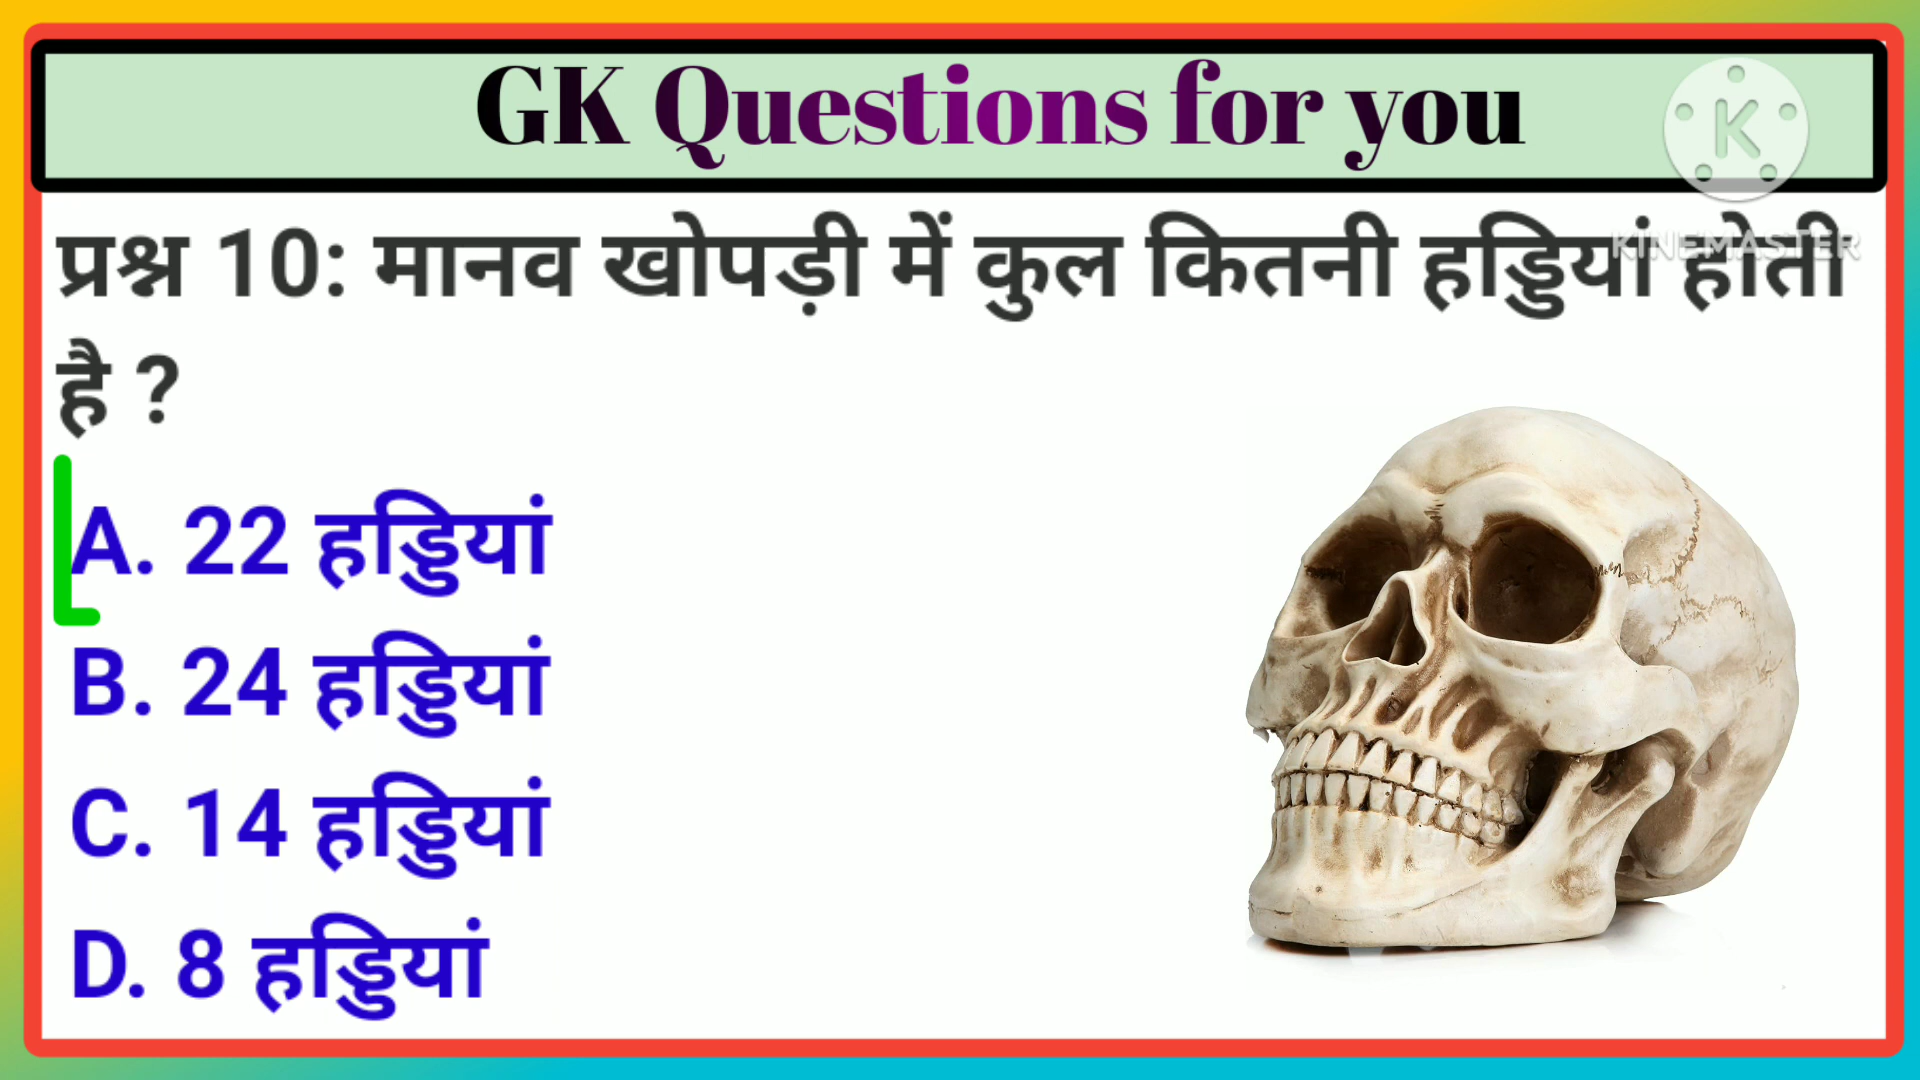 GK Questions for you
K
KINEMASTER
प्रश्न 10: मानव खोपड़ी में कुल कितनी हड्डियां होती
है ?
A. 22 हड्डियां
B. 24 हड्डियां
C. 14 हड्डियां
D. 8 हड्डियां